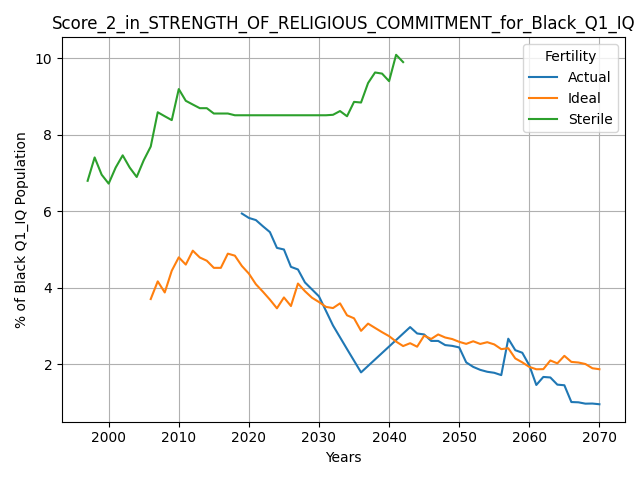 Score_2_in_STRENGTH_OF_RELIGIOUS_COMMITMENT_for_Black_Q1_IQ
% of Black Q1_IQ Population
10
8
6
4
2
Fertility
Actual
Ideal
Sterile
2000 2010 2020 2030 2040 2050 2060 2070
Years